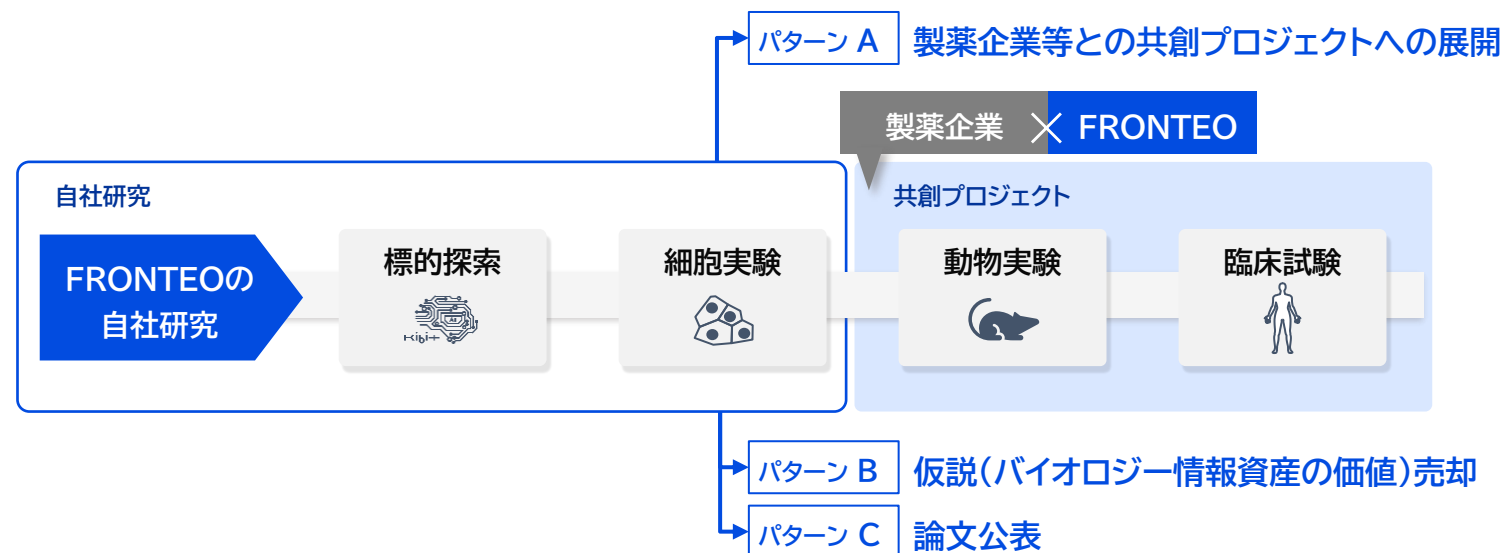 パターン A
製薬企業等との共創プロジェクトへの展開
製薬企業 × FRONTEO
自社研究
共創プロジェクト
FRONTEOの
自社研究
標的探索
細胞実験
動物実験
臨床試験
AI
KIBIT
パターン B
仮説(バイオロジー情報資産の価値)売却
パターン C
論文公表